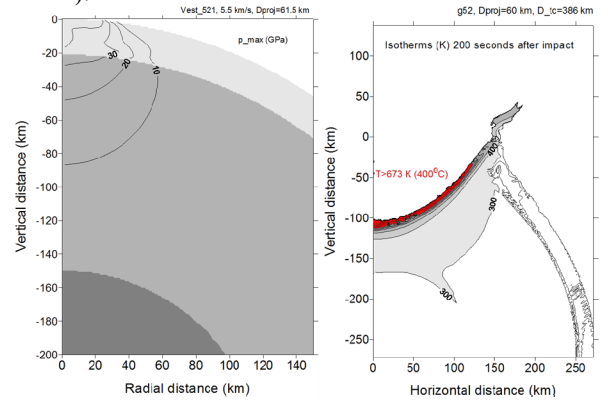 ).
Vest_521, 5.5 km/s, Dproj=61.5 km
p_max (GPa)
30
20
10
0
-20
-40
-60
-80
-100
-120
-140
-160
-180
-200
Vertical distance (km)
0 20 40 60 80 100 120 140
Radial distance (km)
g52, Dproj=60 km, D_tc=386 km
Isotherms (K) 200 seconds after impact
400
T>673 K (400°C)
300
300
100
50
0
-50
-100
-150
-200
-250
Vertical distance (km)
0 50 100 150 200 250
Horizontal distance (km)